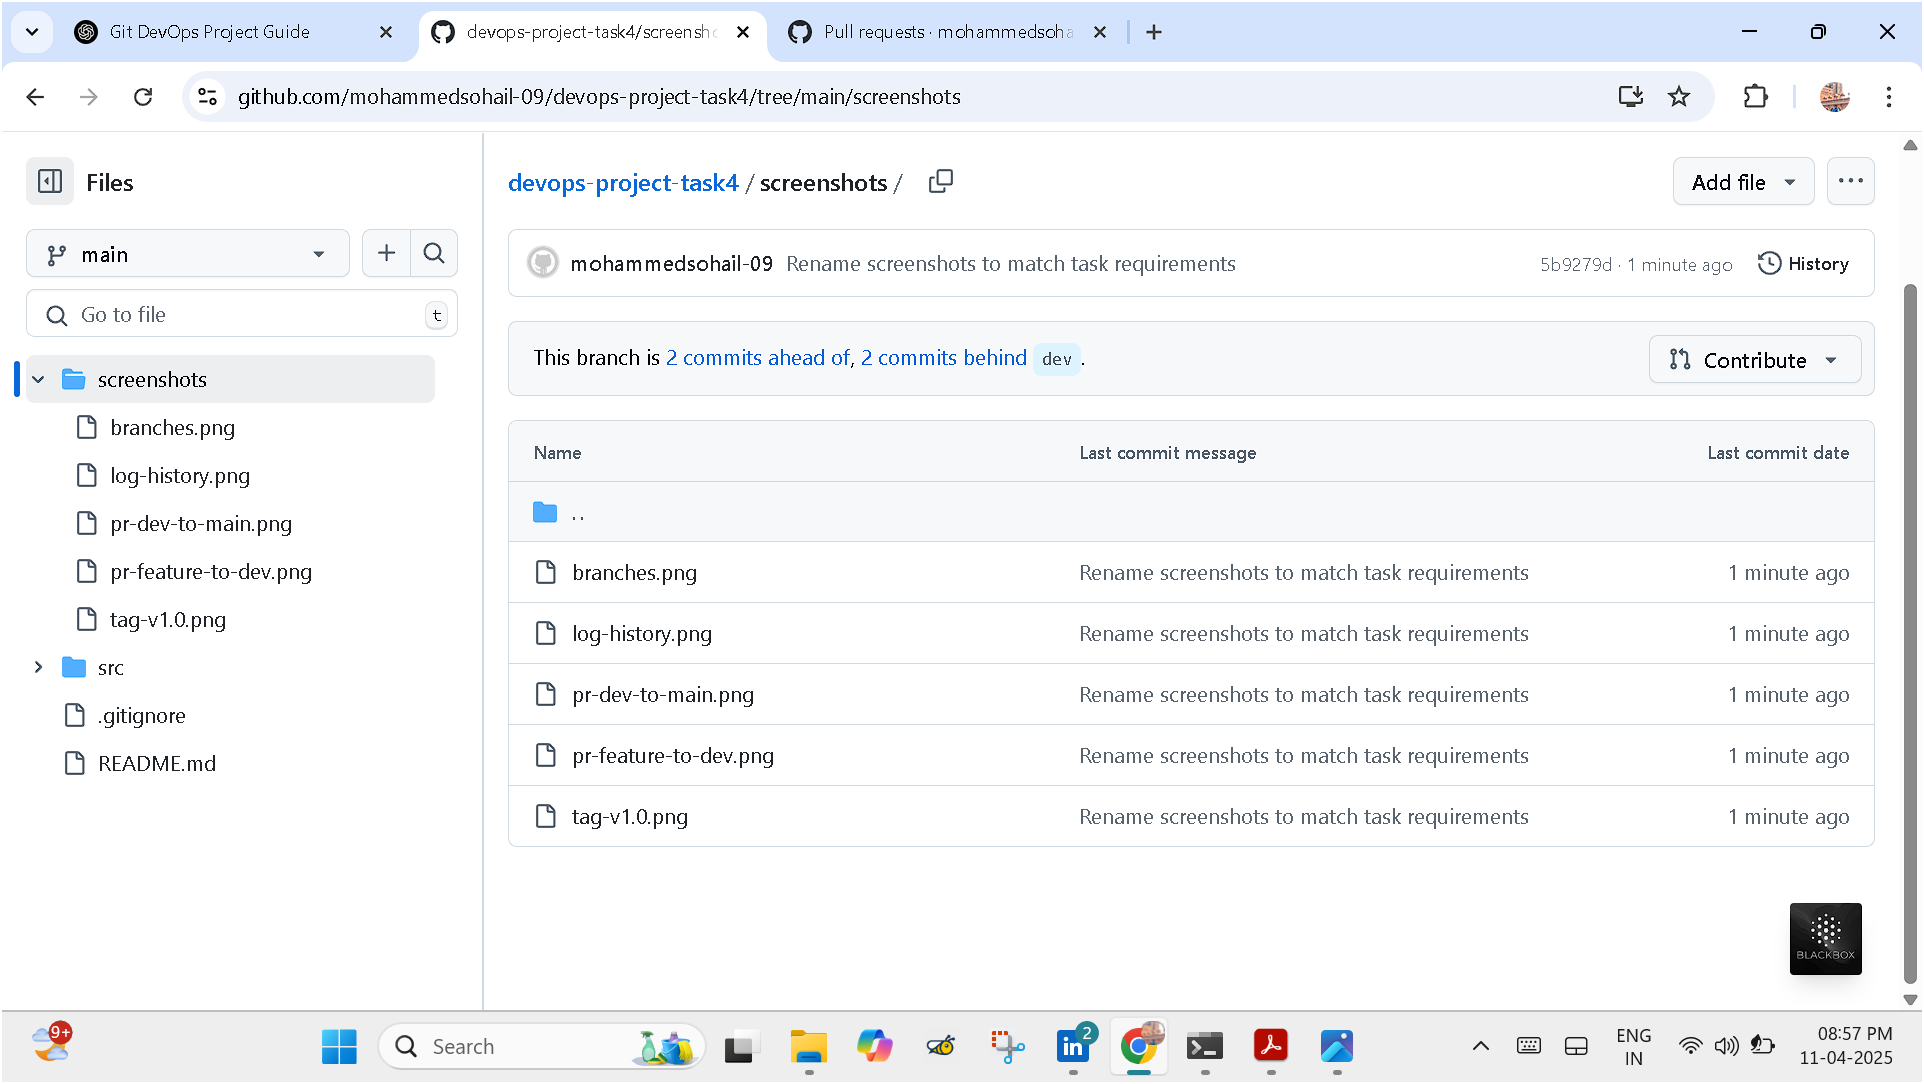 Git DevOps Project Guide
devops-project-task4/screensh
Pull requests · mohammedsoha
github.com/mohammedsohail-09/devops-project-task4/tree/main/screenshots
Files
main
Go to file
t
screenshots
branches.png
log-history.png
pr-dev-to-main.png
pr-feature-to-dev.png
tag-v1.0.png
src
.gitignore
README.md
devops-project-task4 / screenshots /
Add file
mohammedsohail-09 Rename screenshots to match task requirements
5b9279d · 1 minute ago
History
This branch is 2 commits ahead of, 2 commits behind dev.
Contribute
Name Last commit message Last commit date
..
branches.png Rename screenshots to match task requirements 1 minute ago
log-history.png Rename screenshots to match task requirements 1 minute ago
pr-dev-to-main.png Rename screenshots to match task requirements 1 minute ago
pr-feature-to-dev.png Rename screenshots to match task requirements 1 minute ago
tag-v1.0.png Rename screenshots to match task requirements 1 minute ago
BLACKBOX
9+
Search
in
2
ENG
IN
08:57 PM
11-04-2025